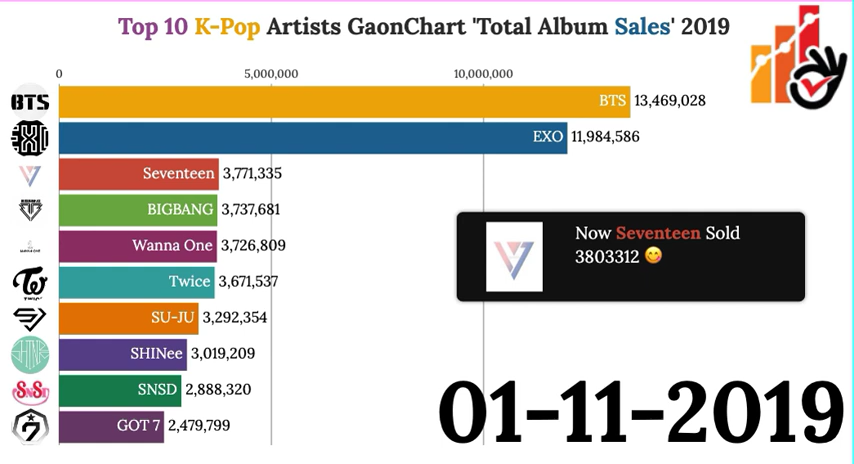 Top 10 K-Pop Artists GaonChart 'Total Album Sales' 2019
0 5,000,000 10,000,000
BTS BTS 13,469,028
EXO 11,984,586
Seventeen 3,771,335
BIGBANG 3,737,681
Wanna One 3,726,809
Twice 3,671,537
SU-JU 3,292,354
SHINee 3,019,209
SNSD 2,888,320
GOT 7 2,479,799
Now Seventeen Sold
3803312 😋
01-11-2019